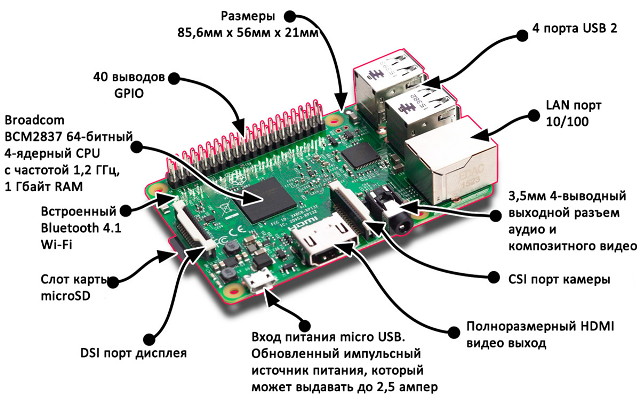 Размеры
85,6мм x 56мм x 21мм
4 порта USB 2
40 выводов
GPIO
LAN порт
10/100
Broadcom
BCM2837 64-битный
4-ядерный CPU
с частотой 1,2 ГГц,
1 Гбайт RAM
3,5мм 4-выводный
выходной разъем
аудио и
композитного видео
Встроенный
Bluetooth 4.1
Wi-Fi
CSI порт камеры
Слот карты
microSD
Полноразмерный HDMI
видео выход
DSI порт дисплея
Вход питания micro USB.
Обновленный импульсный
источник питания, который
может выдавать до 2,5 ампер
HDMI